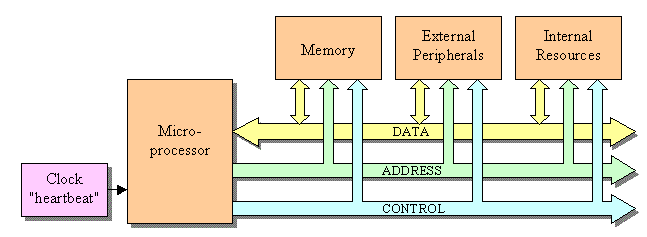 Memory
External
Peripherals
Internal
Resources
Micro-
processor
DATA
ADDRESS
CONTROL
Clock
"heartbeat"